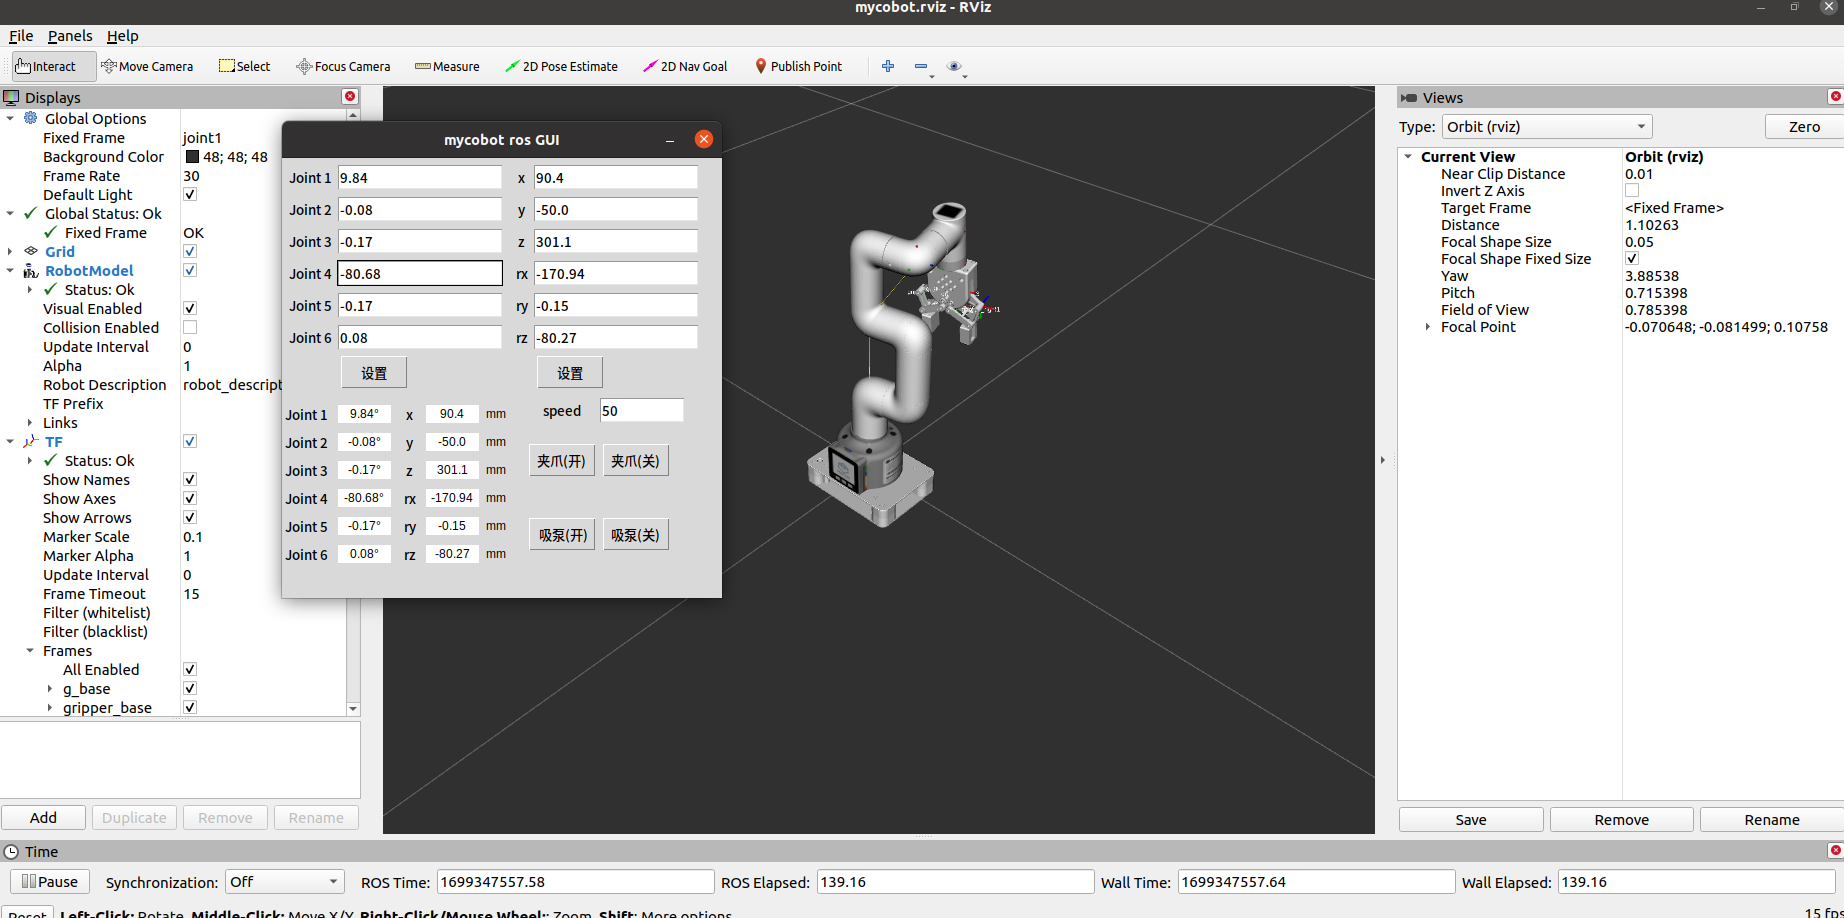 mycobot.rviz - RViz
File Panels Help
Interact Move Camera Select Focus Camera Measure 2D Pose Estimate 2D Nav Goal Publish Point
Displays
Global Options
Fixed Frame joint1
Background Color 48; 48; 48
Frame Rate 30
Default Light
Global Status: Ok
Fixed Frame OK
Grid
RobotModel
Status: Ok
Visual Enabled
Collision Enabled
Update Interval 0
Alpha 1
Robot Description robot_descript
TF Prefix
Links
TF
Status: Ok
Show Names
Show Axes
Show Arrows
Marker Scale 0.1
Marker Alpha 1
Update Interval 0
Frame Timeout 15
Filter (whitelist)
Filter (blacklist)
Frames
All Enabled
g_base
gripper_base
Add Duplicate Remove Rename
mycobot ros GUI
Joint 1 9.84 x 90.4
Joint 2 -0.08 y -50.0
Joint 3 -0.17 z 301.1
Joint 4 -80.68 rx -170.94
Joint 5 -0.17 ry -0.15
Joint 6 0.08 rz -80.27
设置 设置
speed 50
Joint 1 9.84° x 90.4 mm
Joint 2 -0.08° y -50.0 mm
Joint 3 -0.17° z 301.1 mm
Joint 4 -80.68° rx -170.94 mm
Joint 5 -0.17° ry -0.15 mm
Joint 6 0.08° rz -80.27 mm
夹爪(开) 夹爪(关)
吸泵(开) 吸泵(关)
Views
Type: Orbit (rviz) Zero
Current View Orbit (rviz)
Near Clip Distance 0.01
Invert Z Axis
Target Frame <Fixed Frame>
Distance 1.10263
Focal Shape Size 0.05
Focal Shape Fixed Size
Yaw 3.88538
Pitch 0.715398
Field of View 0.785398
Focal Point -0.070648; -0.081499; 0.10758
Save Remove Rename
Time
Pause Synchronization: Off ROS Time: 1699347557.58 ROS Elapsed: 139.16 Wall Time: 1699347557.64 Wall Elapsed: 139.16
Reset Left-Click: Rotate. Middle-Click: Move X/Y. Right-Click/Mouse Wheel:: Zoom. Shift: More options. 15 fps